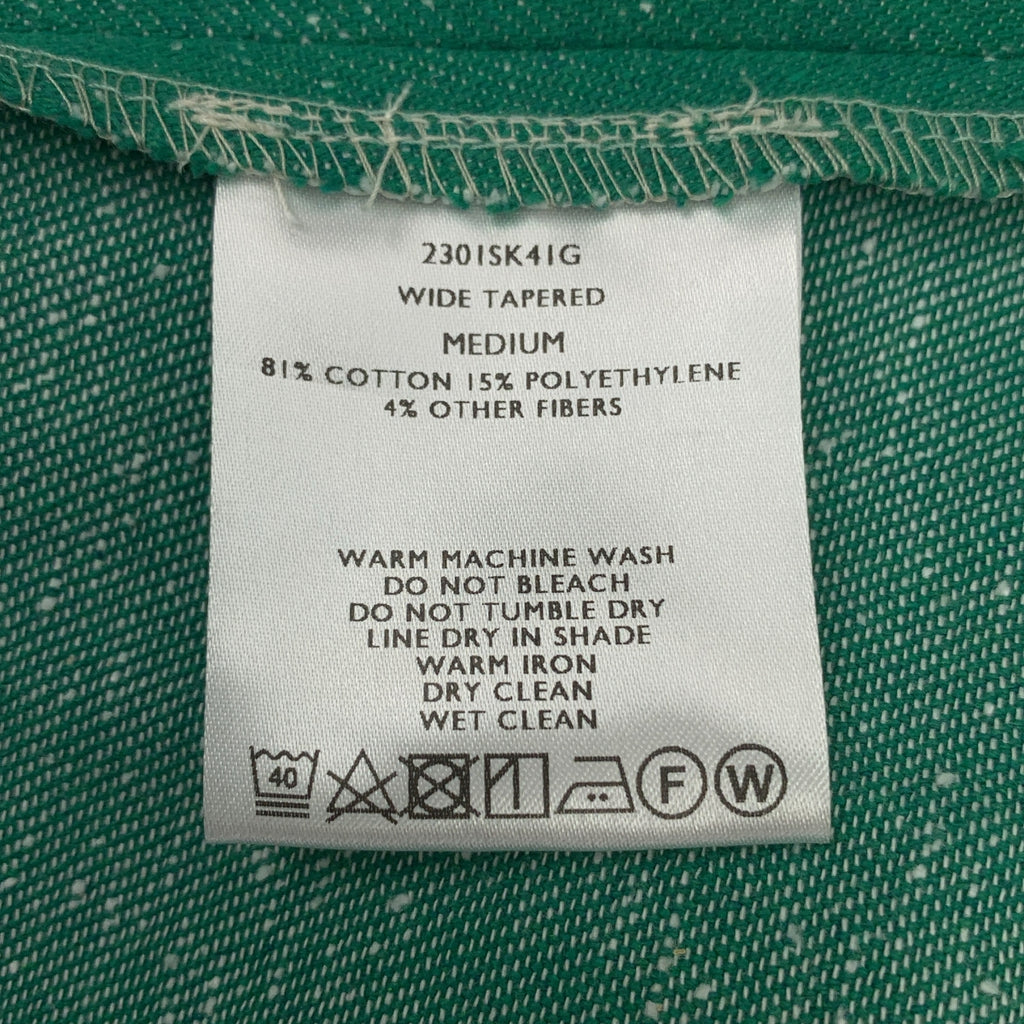 2301SK41G
WIDE TAPERED
MEDIUM
81% COTTON 15% POLYETHYLENE
4% OTHER FIBERS
WARM MACHINE WASH
DO NOT BLEACH
DO NOT TUMBLE DRY
LINE DRY IN SHADE
WARM IRON
DRY CLEAN
WET CLEAN
40 F W